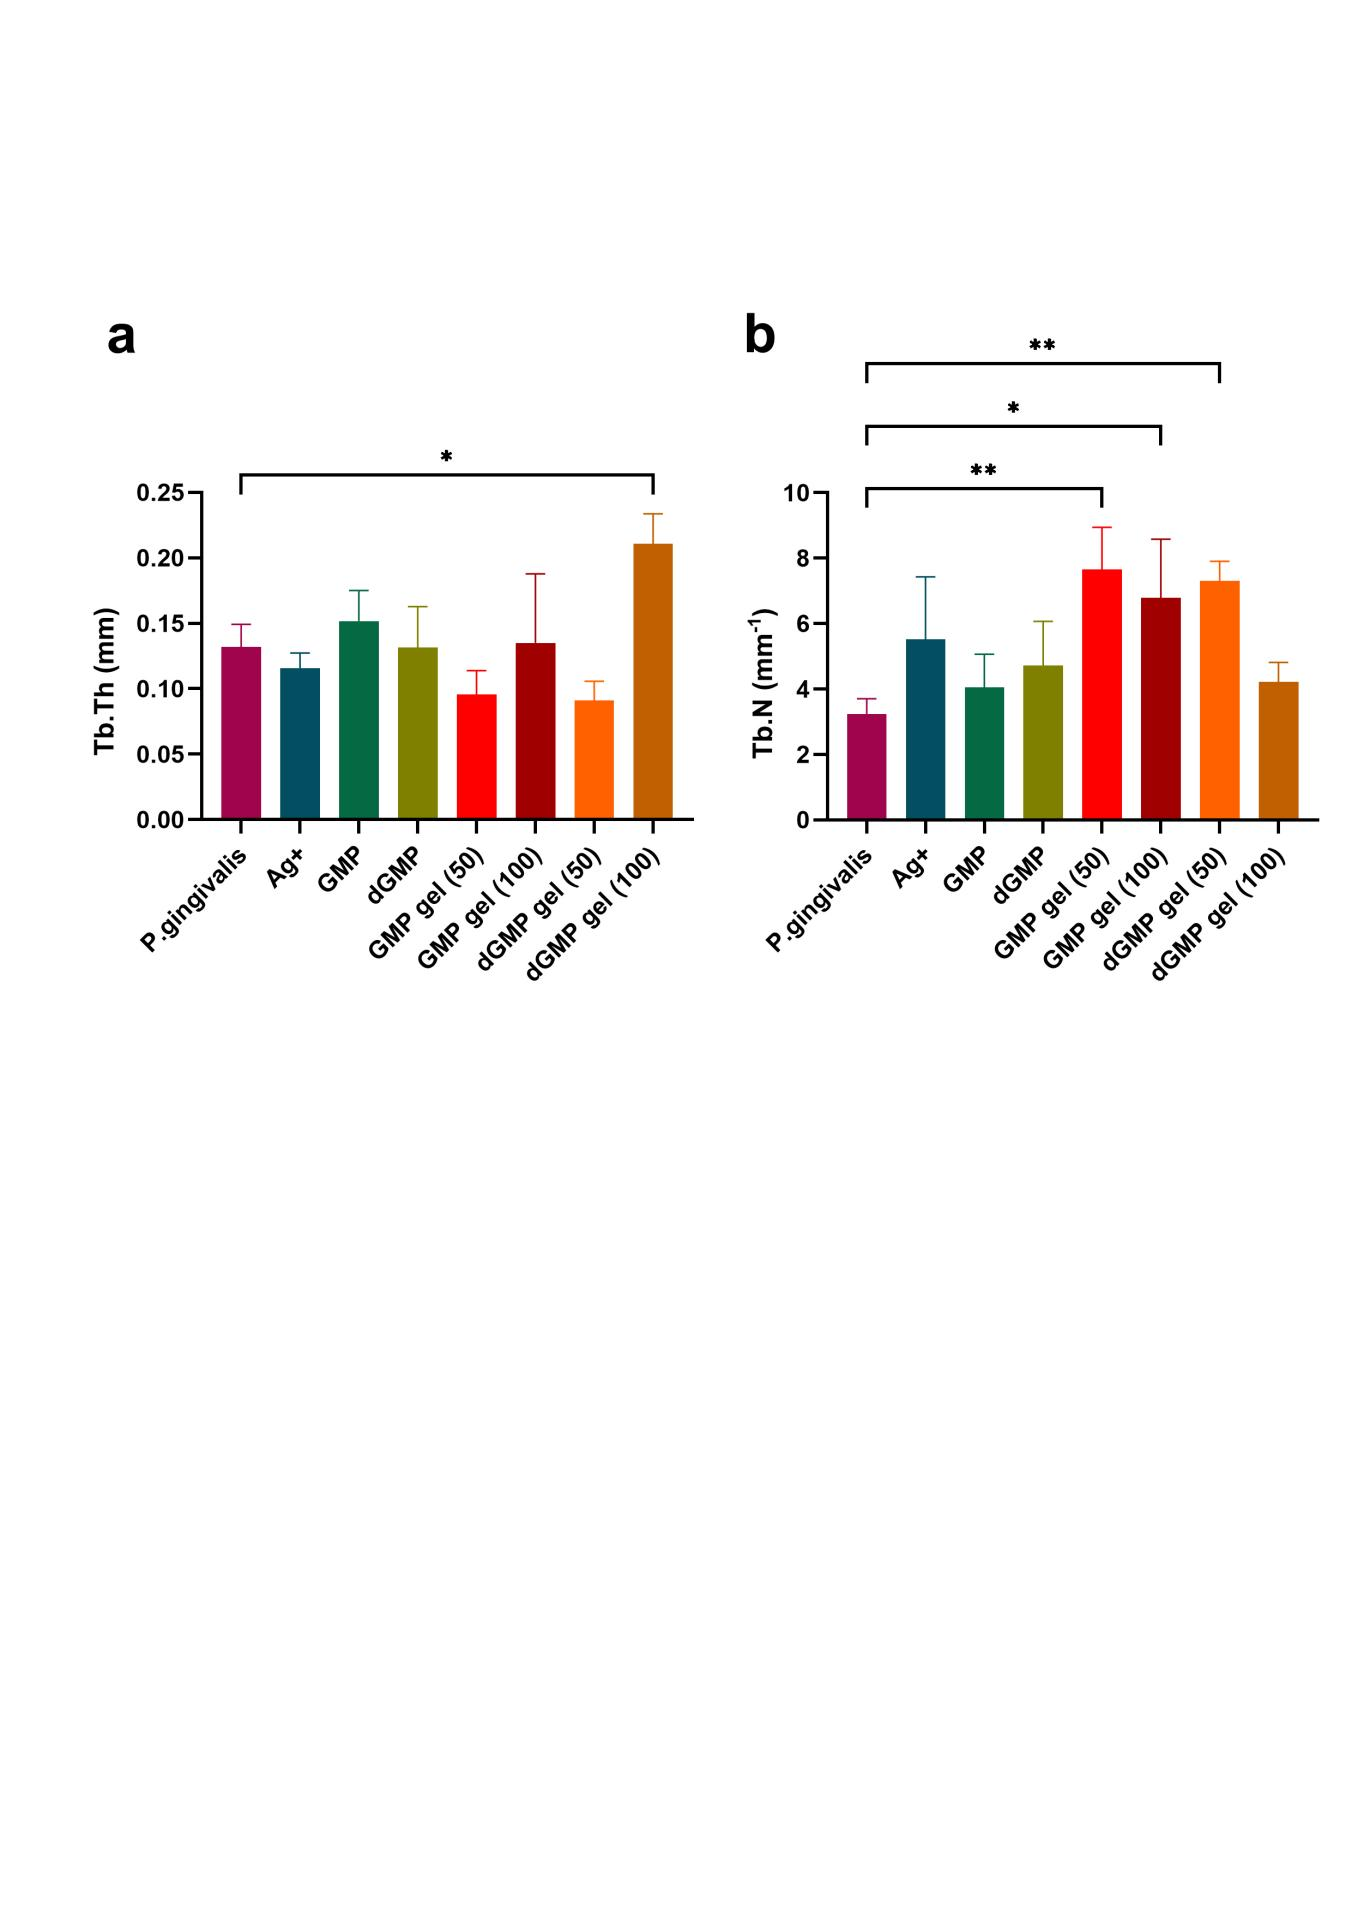 a
*
0.25
0.20
0.15
0.10
0.05
0.00
Tb.Th (mm)
P.gingivalis
Ag+
GMP
dGMP
GMP gel (50)
GMP gel (100)
dGMP gel (50)
dGMP gel (100)
b
**
*
**
10
8
6
4
2
0
Tb.N (mm⁻¹)
P.gingivalis
Ag+
GMP
dGMP
GMP gel (50)
GMP gel (100)
dGMP gel (50)
dGMP gel (100)